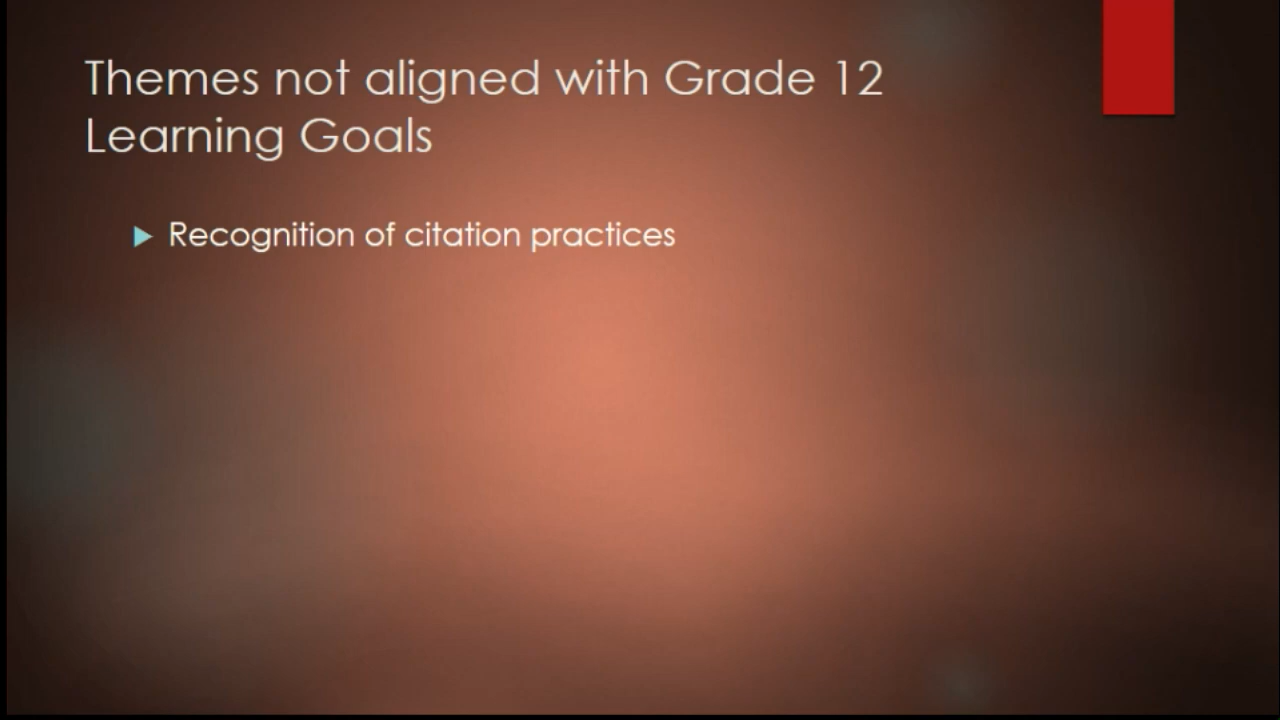 Themes not aligned with Grade 12
Learning Goals
Recognition of citation practices